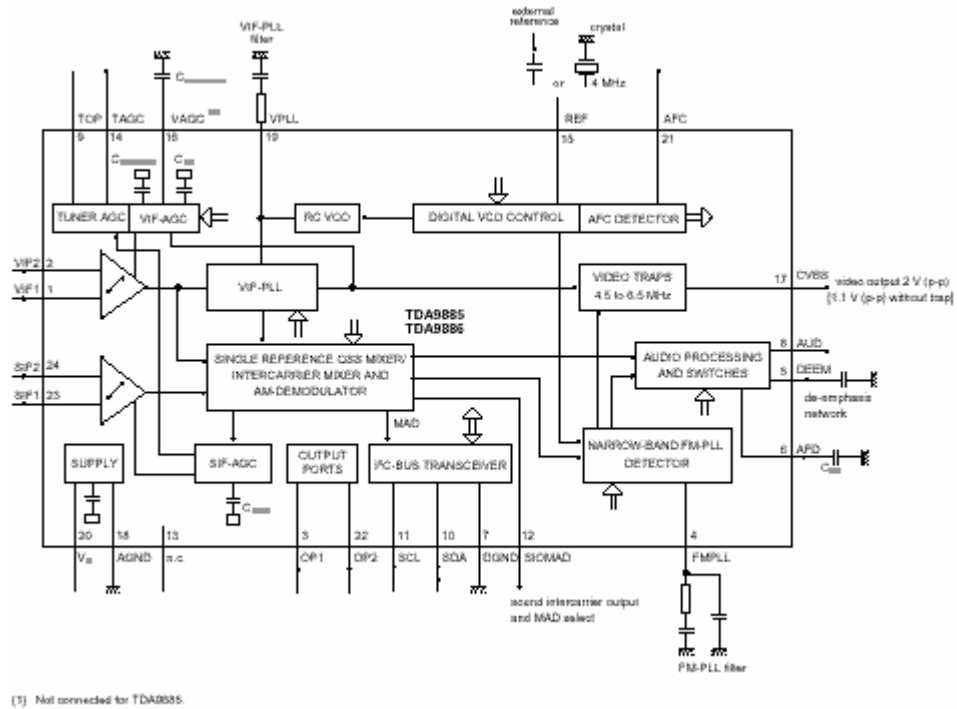 external
reference
crystal
VIF-PLL
filter
or
4 MHz
TOP
TAGC
VAGC
VPLL
REF
AFC
9
14
16
19
15
21
C
C
C
TUNER AGC
VIF-AGC
RC VCO
DIGITAL VCO CONTROL
AFC DETECTOR
VIF2
2
VIF1
1
VIF-PLL
VIDEO TRAPS
4.5 to 6.5 MHz
17
CVBS
video output 2 V (p-p)
[1.1 V (p-p) without trap]
TDA9885
TDA9886
SIF2
24
SIF1
23
SINGLE REFERENCE QSS MIXER/
INTERCARRIER MIXER AND
AM-DEMODULATOR
AUDIO PROCESSING
AND SWITCHES
8
AUD
5
DEEM
de-emphasis
network
MAD
SUPPLY
SIF-AGC
OUTPUT
PORTS
I²C-BUS TRANSCEIVER
NARROW-BAND FM-PLL
DETECTOR
6
AFD
C
C
20
18
13
3
22
11
10
7
12
4
AGND
n.c.
OP1
OP2
SCL
SDA
DGND
SIOMAD
FMPLL
sound intercarrier output
and MAD select
FM-PLL filter
(1) Not connected for TDA9885.